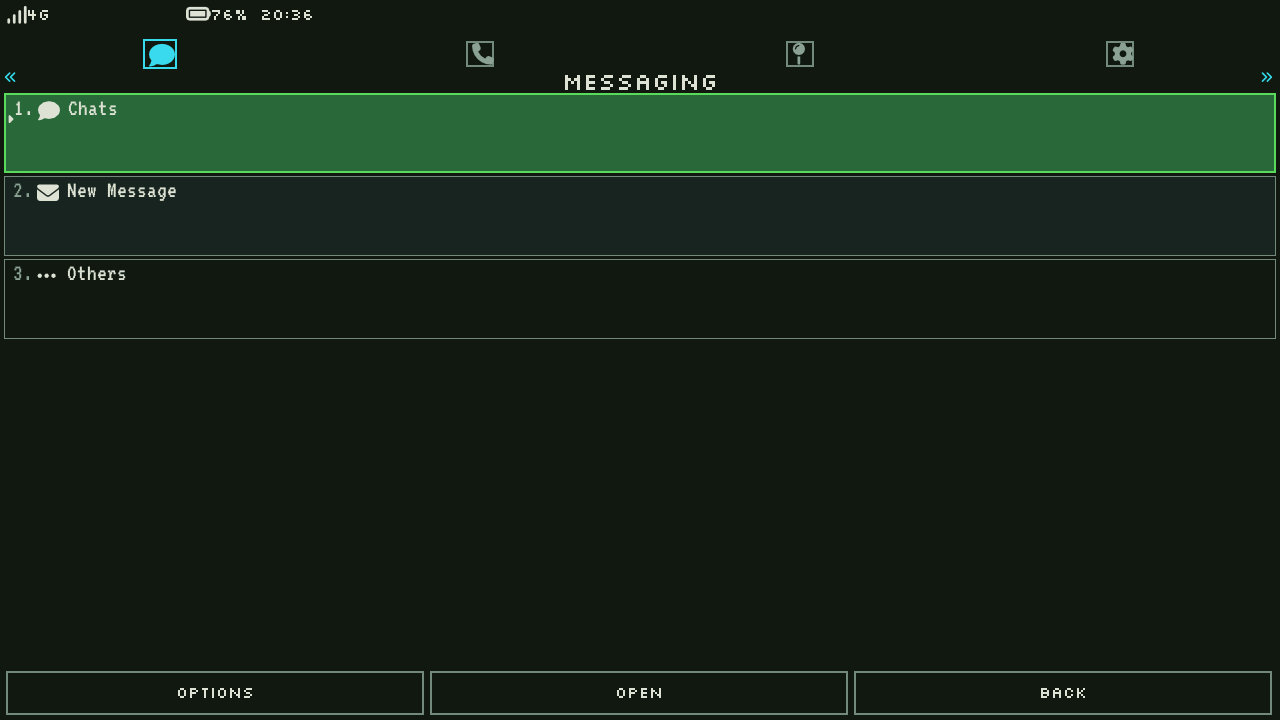 4G 76% 20:36
« MESSAGING »
1. Chats
2. New Message
3. Others
OPTIONS OPEN BACK